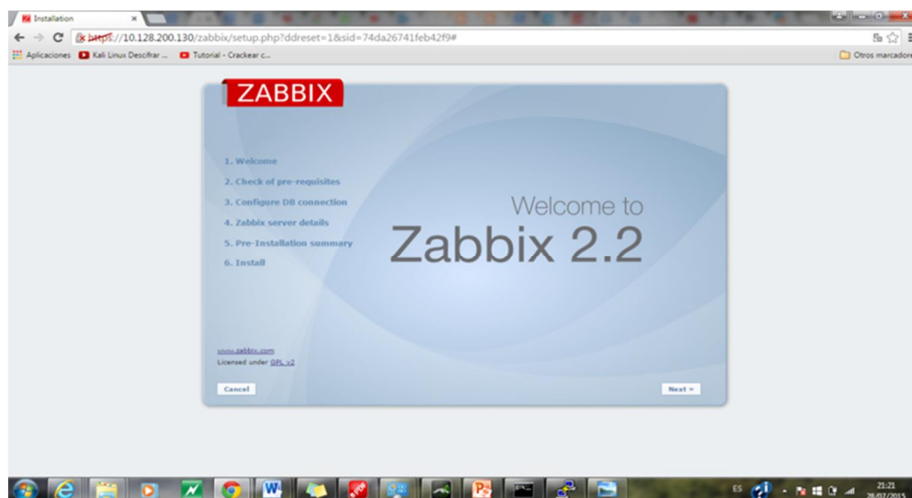 Installation
https://10.128.200.130/zabbix/setup.php?ddreset=1&sid=74da26741feb42f9#
Aplicaciones
Kali Linux Descifrar ...
Tutorial - Crackear c...
Otros marcadore
ZABBIX
1. Welcome
2. Check of pre-requisites
3. Configure DB connection
4. Zabbix server details
5. Pre-Installation summary
6. Install
Welcome to
Zabbix 2.2
www.zabbix.com
Licensed under GPL v2
Cancel
Next »
ES
21:21